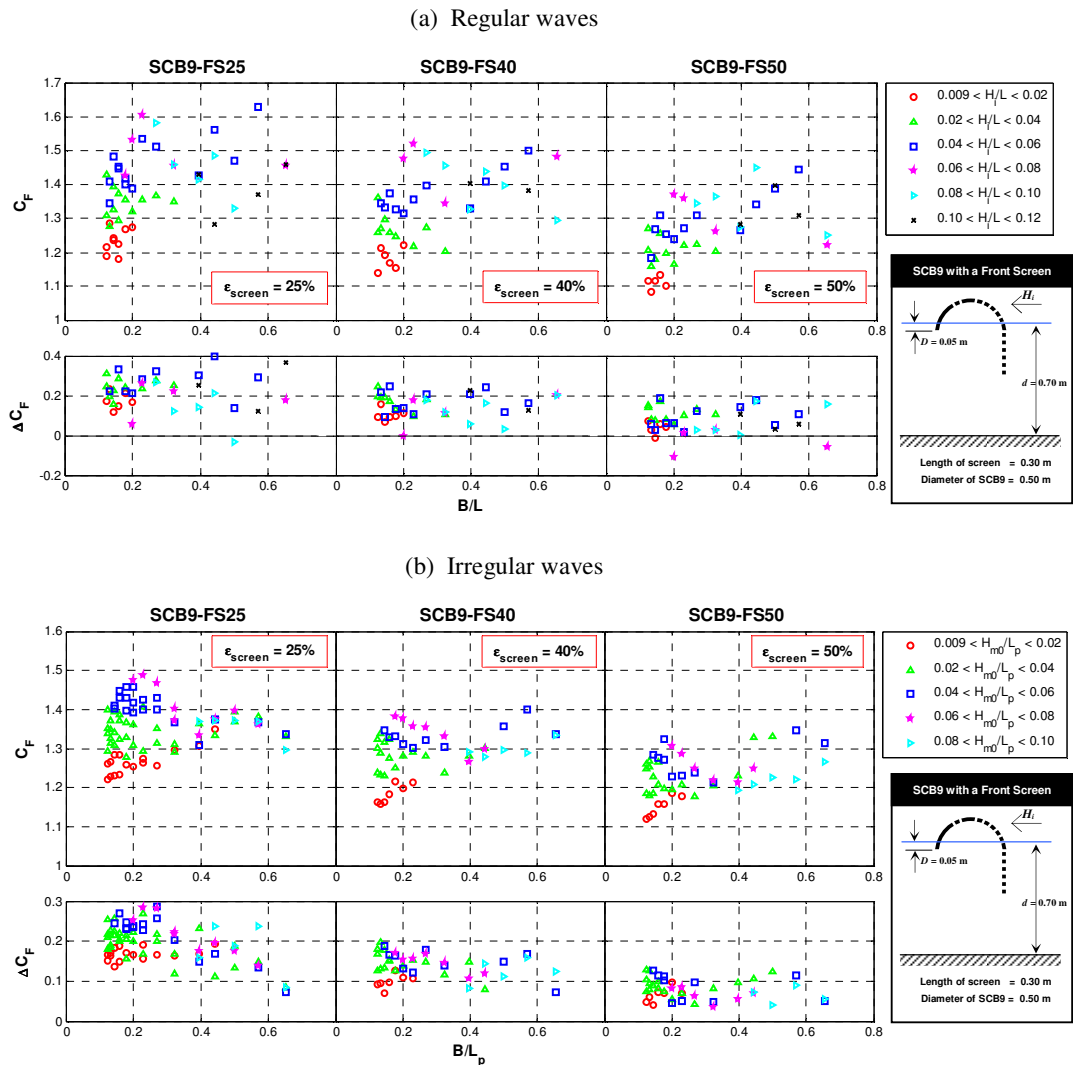 (a) Regular waves
SCB9-FS25
SCB9-FS40
SCB9-FS50
1.7
1.6
1.5
1.4
1.3
1.2
1.1
1
C_F
ε_screen = 25%
ε_screen = 40%
ε_screen = 50%
0 0.2 0.4 0.6 0 0.2 0.4 0.6 0 0.2 0.4 0.6 0.8
0.4
0.2
0
-0.2
Δ C_F
0 0.2 0.4 0.6 0 0.2 0.4 0.6 0 0.2 0.4 0.6 0.8
B/L
0.009 < H_i/L < 0.02
0.02 < H_i/L < 0.04
0.04 < H_i/L < 0.06
0.06 < H_i/L < 0.08
0.08 < H_i/L < 0.10
0.10 < H_i/L < 0.12
SCB9 with a Front Screen
H_i
D = 0.05 m
d = 0.70 m
Length of screen = 0.30 m
Diameter of SCB9 = 0.50 m
(b) Irregular waves
SCB9-FS25
SCB9-FS40
SCB9-FS50
1.6
1.5
1.4
1.3
1.2
1.1
1
C_F
ε_screen = 25%
ε_screen = 40%
ε_screen = 50%
0 0.2 0.4 0.6 0 0.2 0.4 0.6 0 0.2 0.4 0.6 0.8
0.3
0.2
0.1
0
Δ C_F
0 0.2 0.4 0.6 0 0.2 0.4 0.6 0 0.2 0.4 0.6 0.8
B/L_p
0.009 < H_m0/L_p < 0.02
0.02 < H_m0/L_p < 0.04
0.04 < H_m0/L_p < 0.06
0.06 < H_m0/L_p < 0.08
0.08 < H_m0/L_p < 0.10
SCB9 with a Front Screen
H_i
D = 0.05 m
d = 0.70 m
Length of screen = 0.30 m
Diameter of SCB9 = 0.50 m